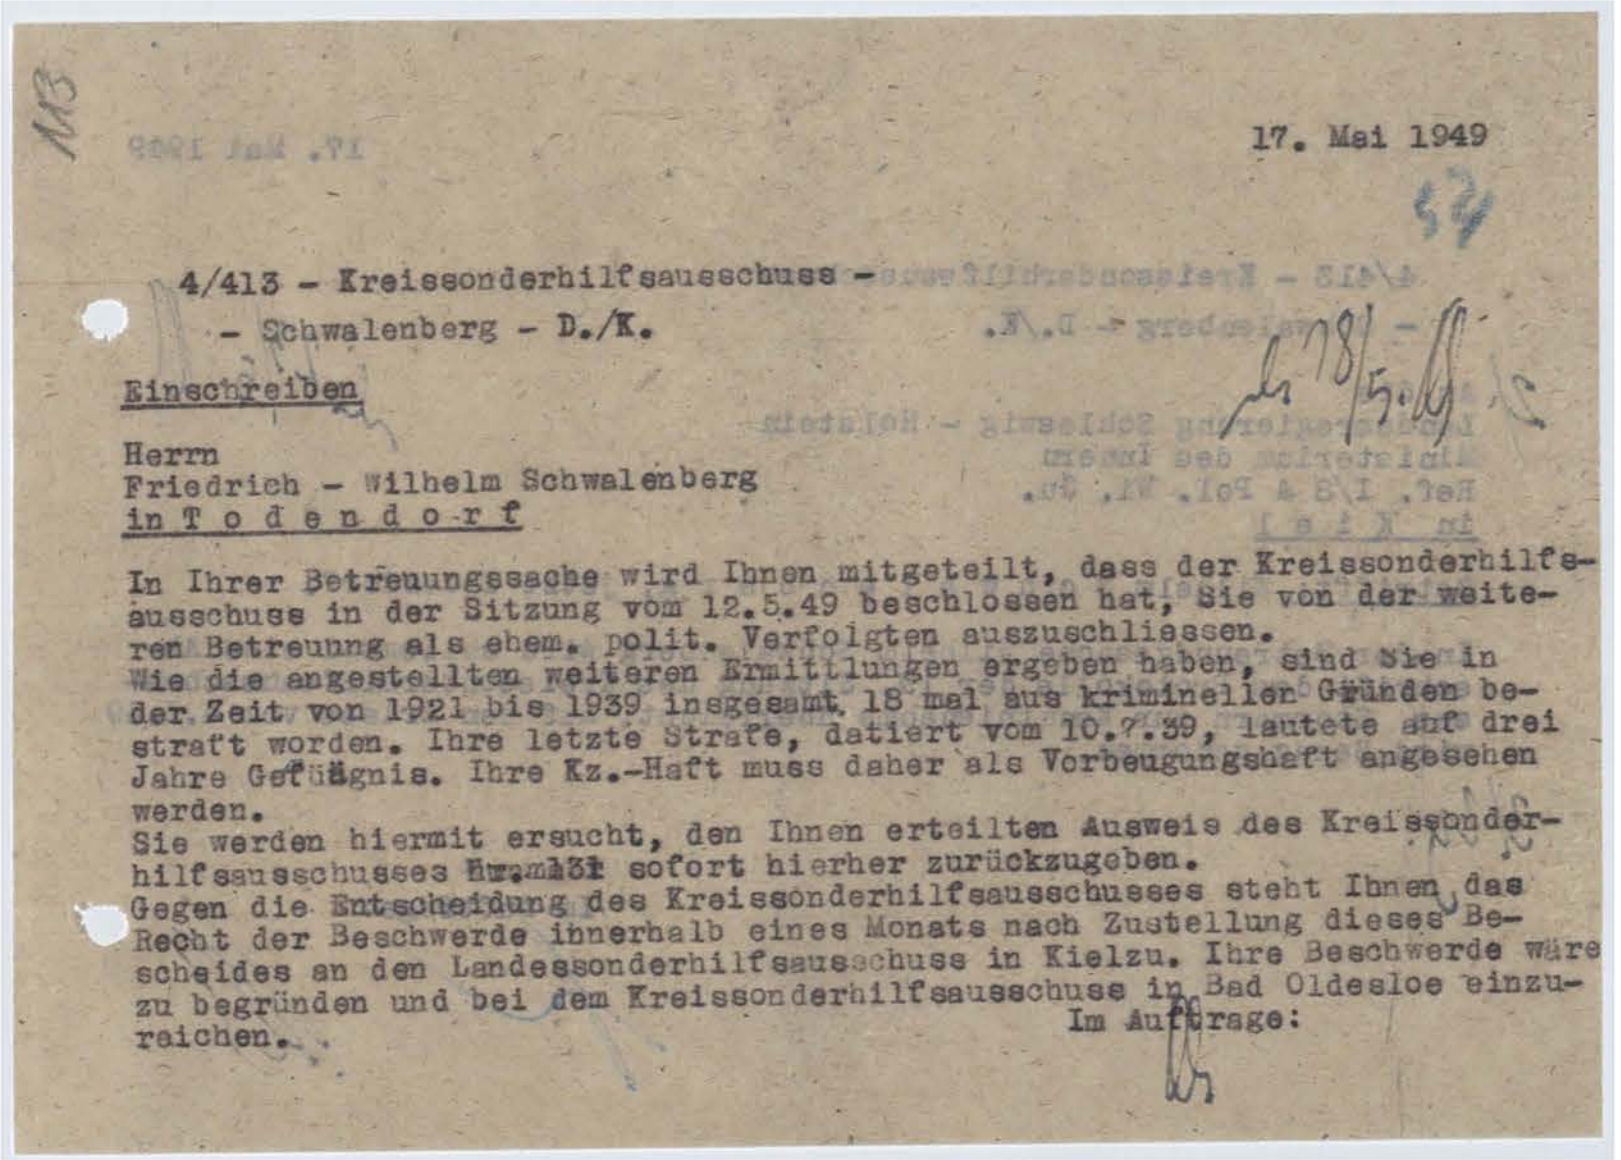 113
17. Mai 1949
4/413 - Kreissonderhilfsausschuss -
- Schwalenberg - D./K.
18/5.
Einschreiben
Herrn
Friedrich - Wilhelm Schwalenberg
in T o d e n d o r f
In Ihrer Betreuungssache wird Ihnen mitgeteilt, dass der Kreissonderhilfs-
ausschuss in der Sitzung vom 12.5.49 beschlossen hat, Sie von der weite-
ren Betreuung als ehem. polit. Verfolgten auszuschliessen.
Wie die angestellten weiteren Ermittlungen ergeben haben, sind Sie in
der Zeit von 1921 bis 1939 insgesamt 18 mal aus kriminellen Gründen be-
straft worden. Ihre letzte Strafe, datiert vom 10.7.39, lautete auf drei
Jahre Gefängnis. Ihre Kz.-Haft muss daher als Vorbeugungshaft angesehen
werden.
Sie werden hiermit ersucht, den Ihnen erteilten Ausweis des Kreissonder-
hilfsausschusses sofort hierher zurückzugeben.
Gegen die Entscheidung des Kreissonderhilfsausschusses steht Ihnen das
Recht der Beschwerde innerhalb eines Monats nach Zustellung dieses Be-
scheides an den Landessonderhilfsausschuss in Kielzu. Ihre Beschwerde wäre
zu begründen und bei dem Kreissonderhilfsausschuss in Bad Oldesloe einzu-
reichen.
Im Auftrage: